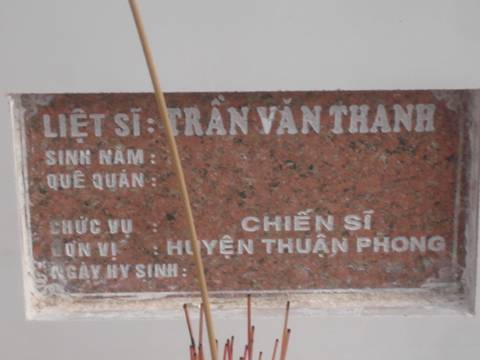 LIỆT SĨ: TRẦN VĂN THANH
SINH NĂM :
QUÊ QUÁN :
CHỨC VỤ : CHIẾN SĨ
ĐƠN VỊ : HUYỆN THUẬN PHONG
NGÀY HY SINH :